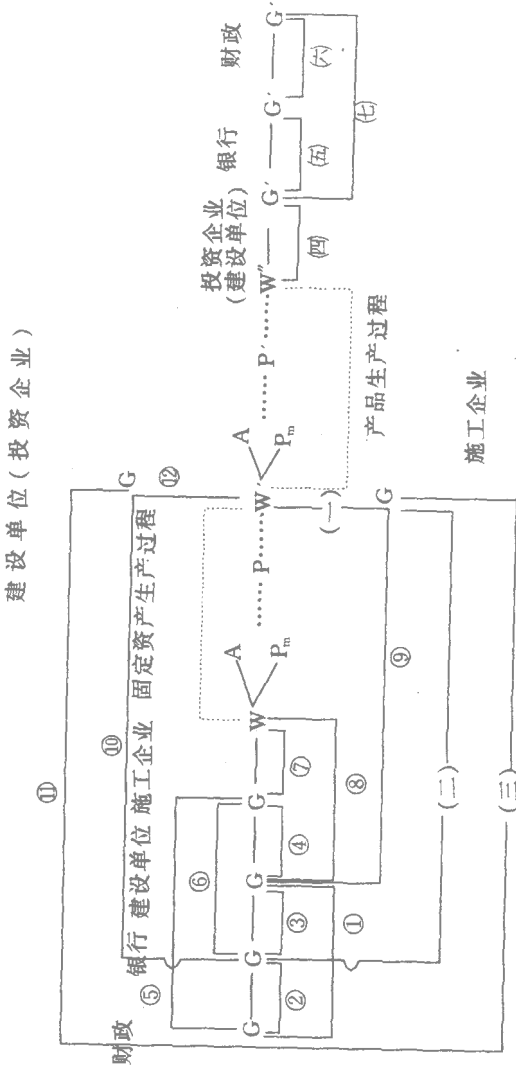 建设单位(投资企业)
⑪
⑩
G
⑫
财政 银行 建设单位 施工企业 固定资产生产过程
投资企业
(建设单位)
银行 财政
⑤
⑥
G — G — G — G — W
A
Pm
······P······W′
A
Pm
······P′······W″ — G′ — G′ — G′
② ③ ④ ⑦
(四) (五) (六)
(七)
① ⑧
(一)
产品生产过程
⑨
G
(二)
(三)
施工企业